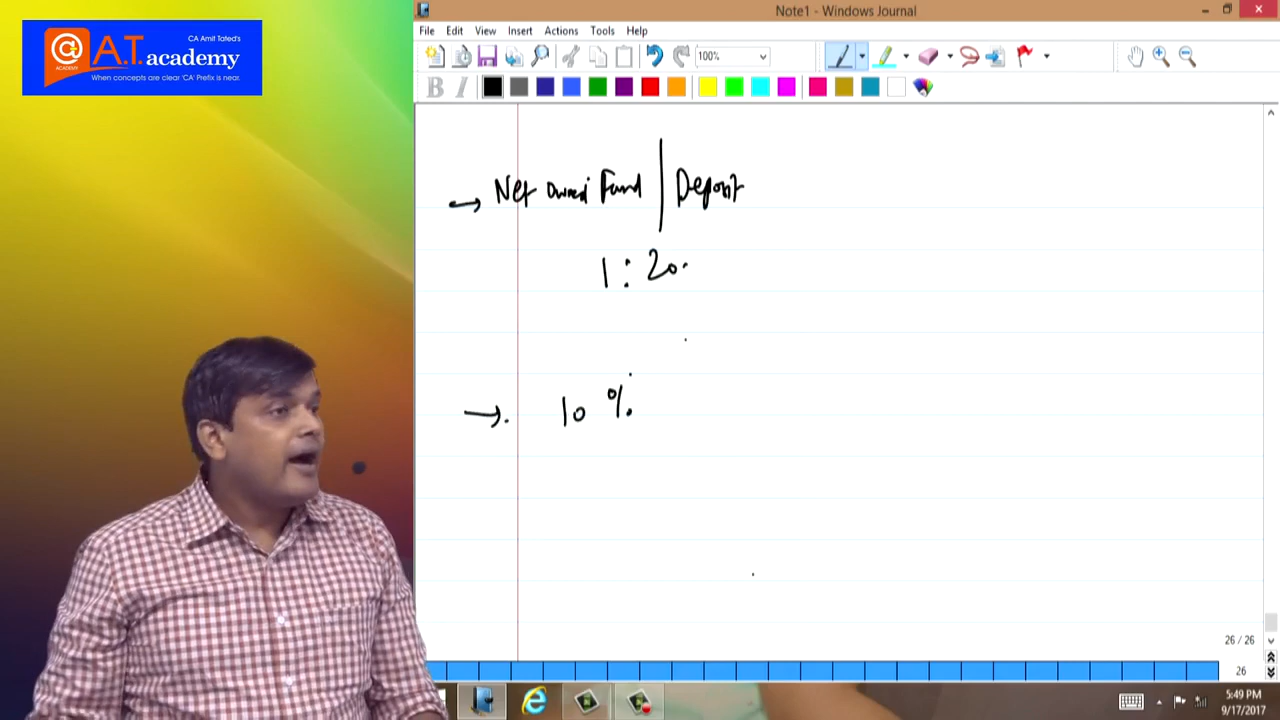 Note1 - Windows Journal
CA Amit Tated's
@ A.T. academy
ACADEMY
When concepts are clear 'CA' Prefix is near.
File Edit View Insert Actions Tools Help
100%
B I
→ Net owned Fund | Deposit
1 : 20.
→. 10 %
26 / 26
26
5:49 PM
9/17/2017